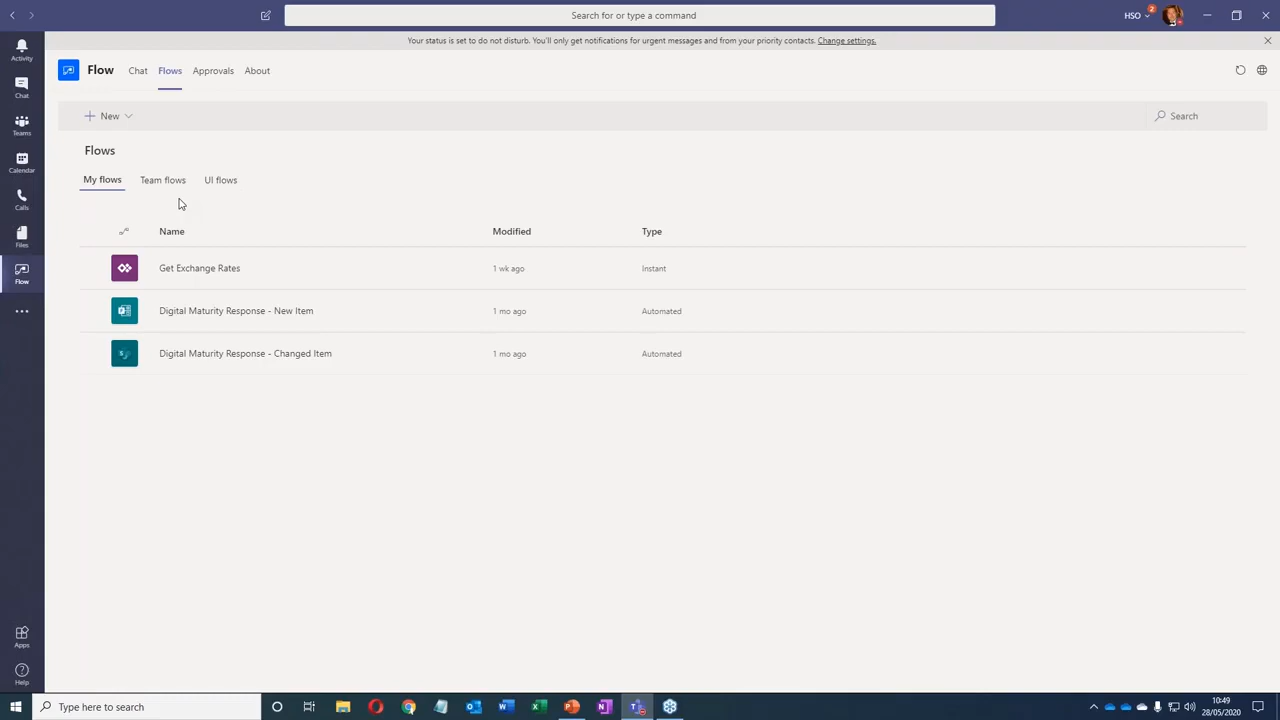 Search for or type a command
HSO
2
Your status is set to do not disturb. You'll only get notifications for urgent messages and from your priority contacts. Change settings.
Activity
Chat
Teams
Calendar
Calls
Files
Flow
Apps
Help
Flow
Chat
Flows
Approvals
About
New
Search
Flows
My flows
Team flows
UI flows
Name
Modified
Type
Get Exchange Rates
1 wk ago
Instant
Digital Maturity Response - New Item
1 mo ago
Automated
Digital Maturity Response - Changed Item
1 mo ago
Automated
Type here to search
10:49
28/05/2020